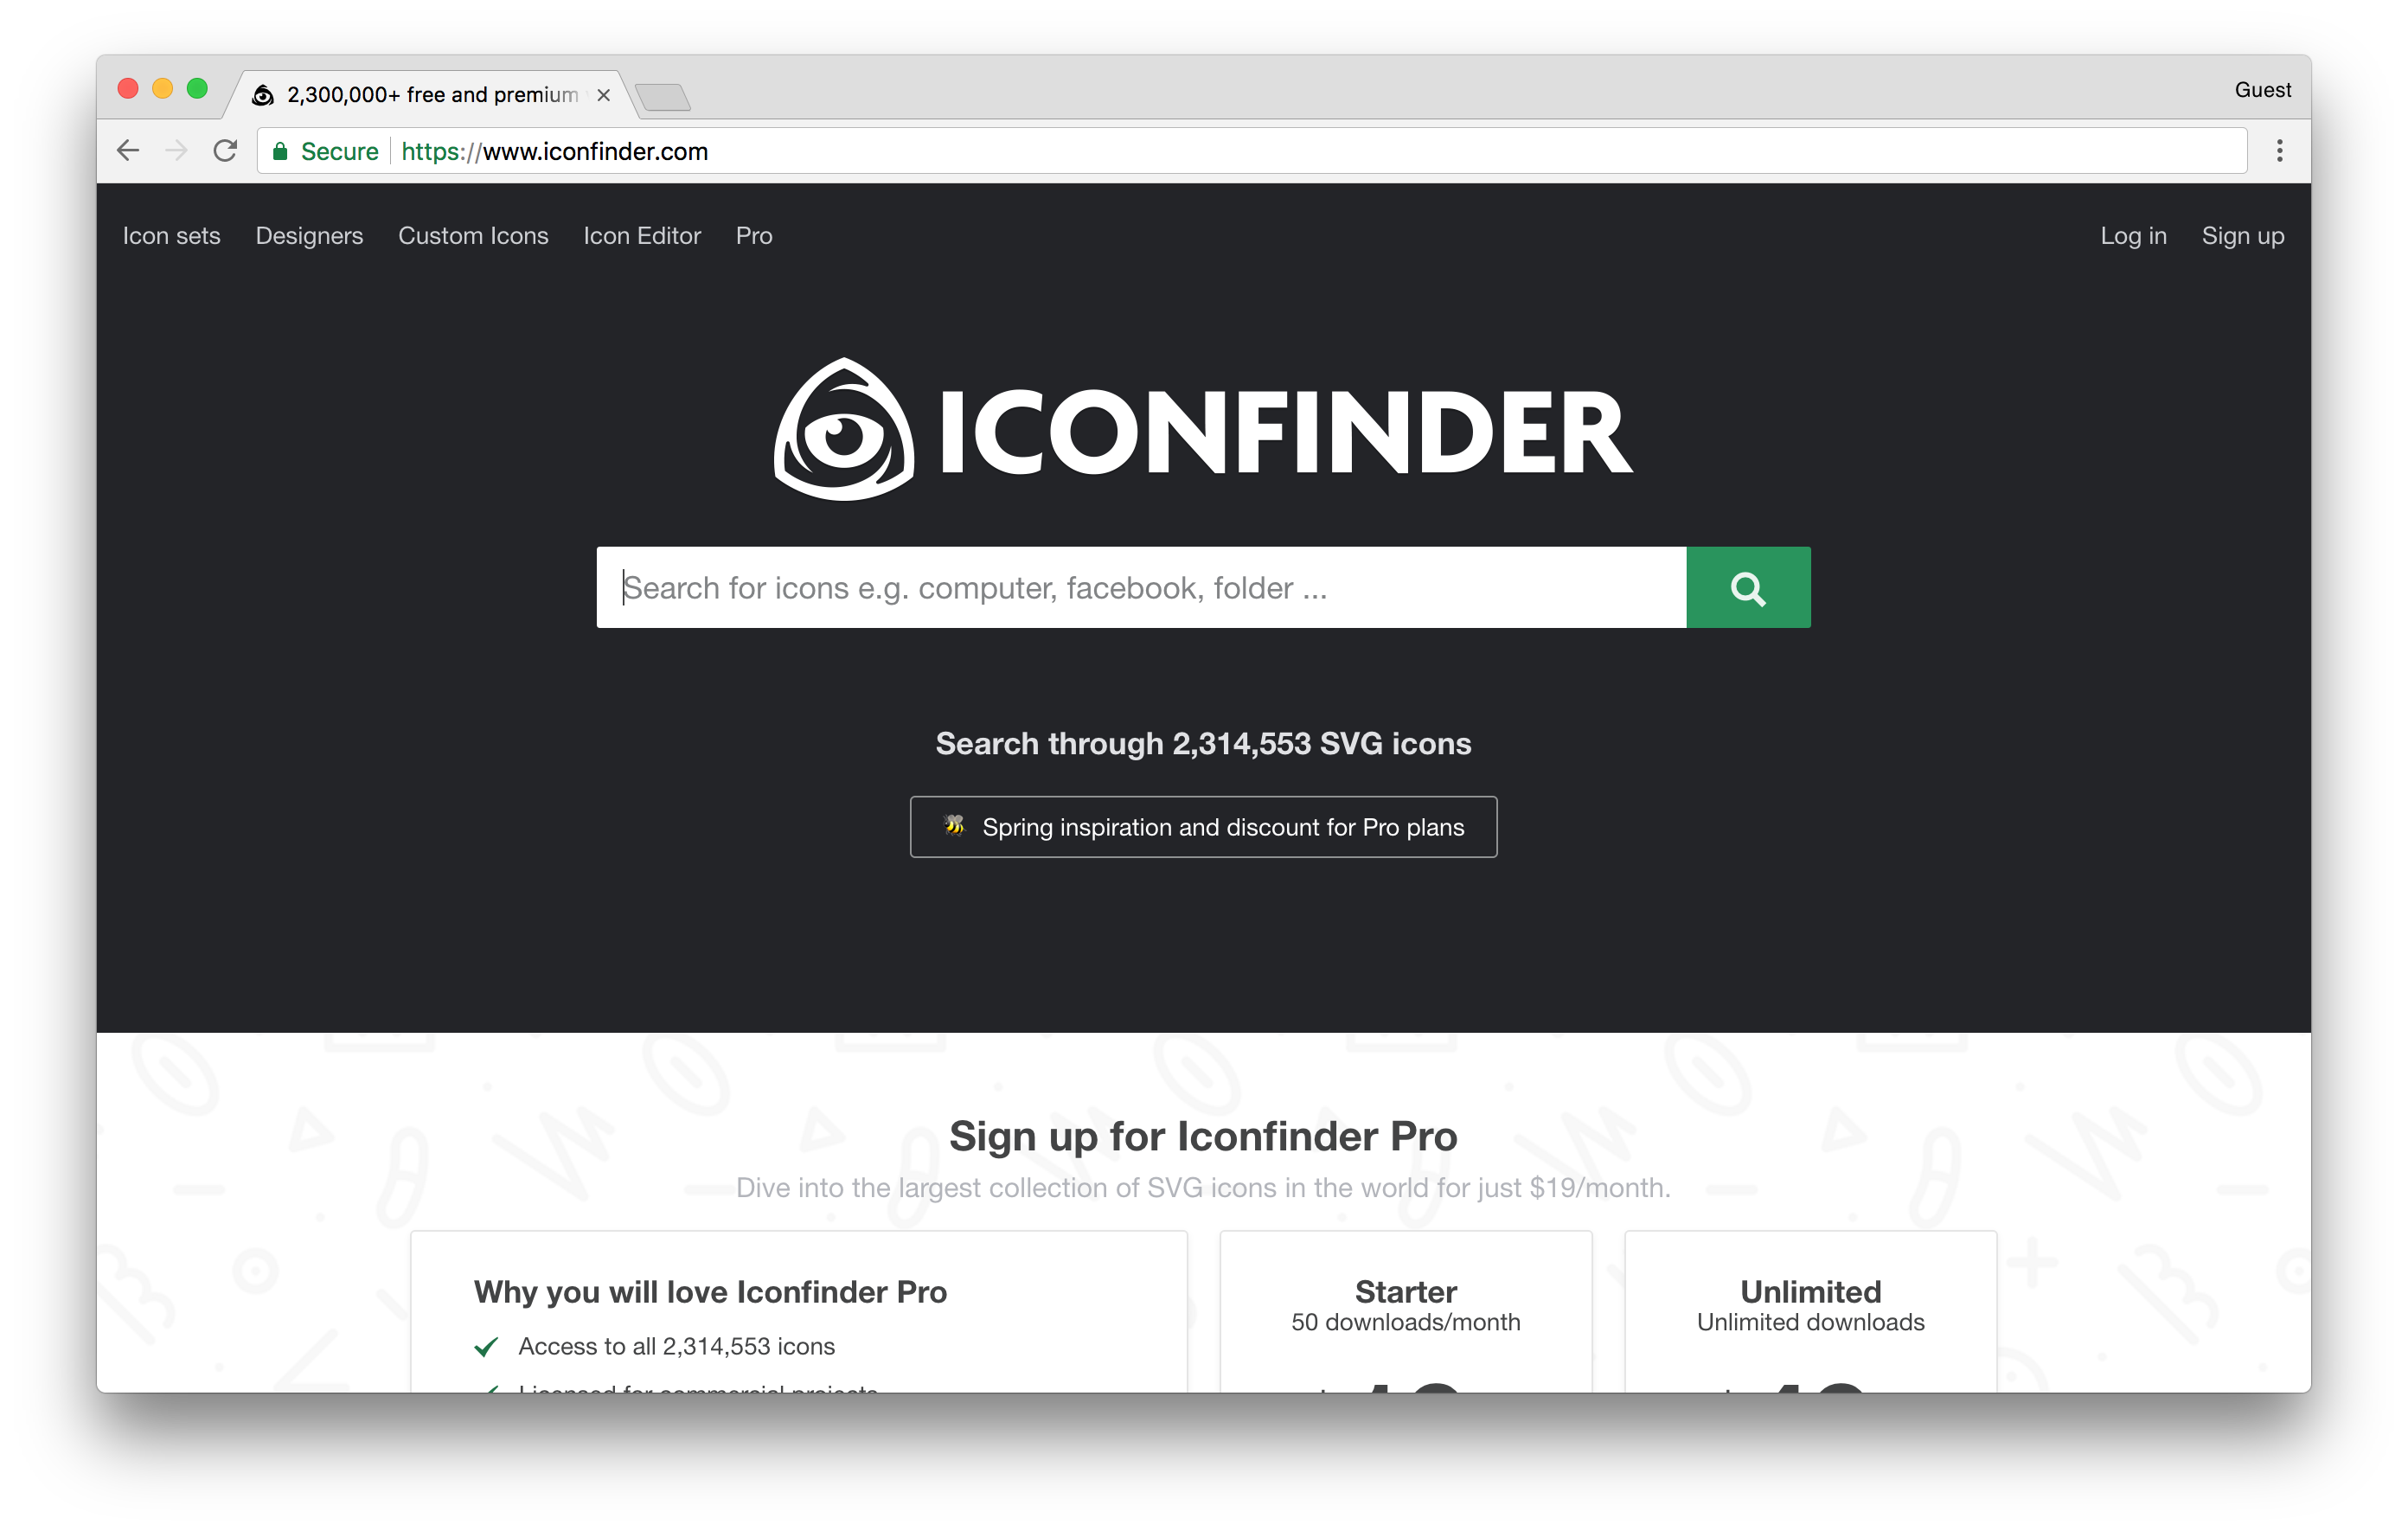 2,300,000+ free and premium
Guest
Secure https://www.iconfinder.com
Icon sets Designers Custom Icons Icon Editor Pro Log in Sign up
ICONFINDER
Search for icons e.g. computer, facebook, folder ...
Search through 2,314,553 SVG icons
Spring inspiration and discount for Pro plans
Sign up for Iconfinder Pro
Dive into the largest collection of SVG icons in the world for just $19/month.
Why you will love Iconfinder Pro
Access to all 2,314,553 icons
Licensed for commercial projects
Starter
50 downloads/month
Unlimited
Unlimited downloads